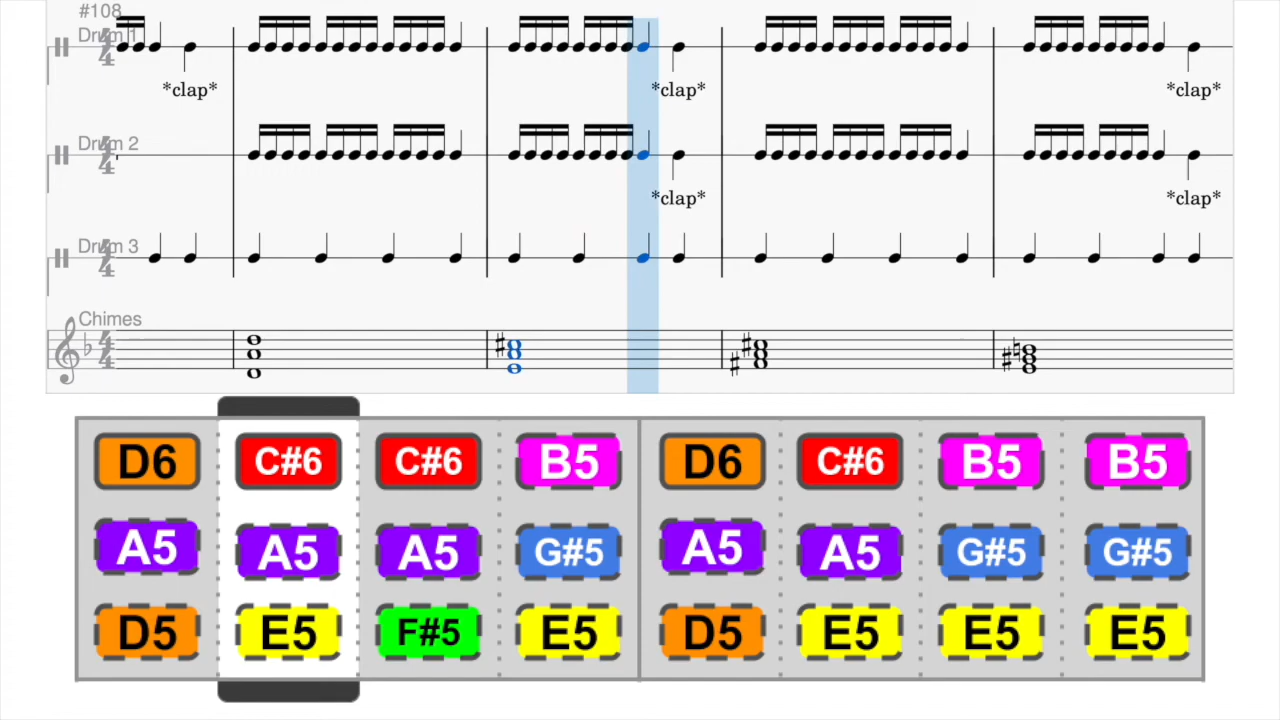 #108
Drum 1
4
4
*clap* *clap* *clap*
Drum 2
4
4
*clap* *clap*
Drum 3
4
4
Chimes
4
4
D6 C#6 C#6 B5 D6 C#6 B5 B5
A5 A5 A5 G#5 A5 A5 G#5 G#5
D5 E5 F#5 E5 D5 E5 E5 E5